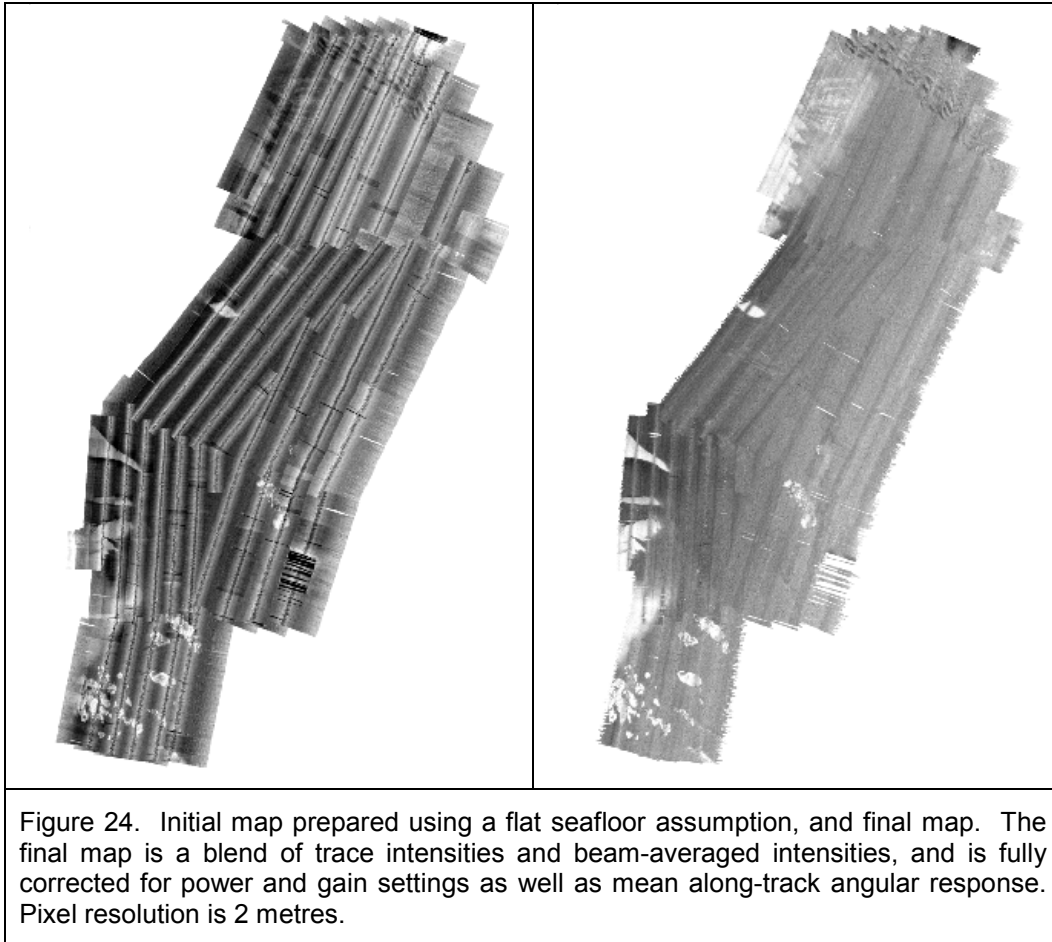 Figure 24. Initial map prepared using a flat seafloor assumption, and final map. The
final map is a blend of trace intensities and beam-averaged intensities, and is fully
corrected for power and gain settings as well as mean along-track angular response.
Pixel resolution is 2 metres.